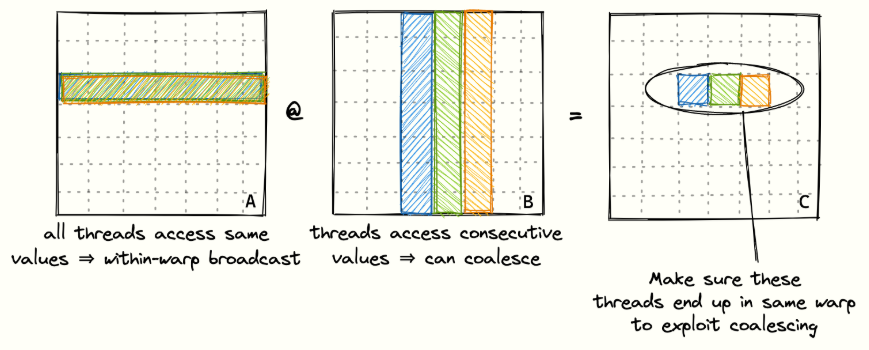 A
@
B
=
C
all threads access same
values ⇒ within-warp broadcast
threads access consecutive
values ⇒ can coalesce
Make sure these
threads end up in same warp
to exploit coalescing